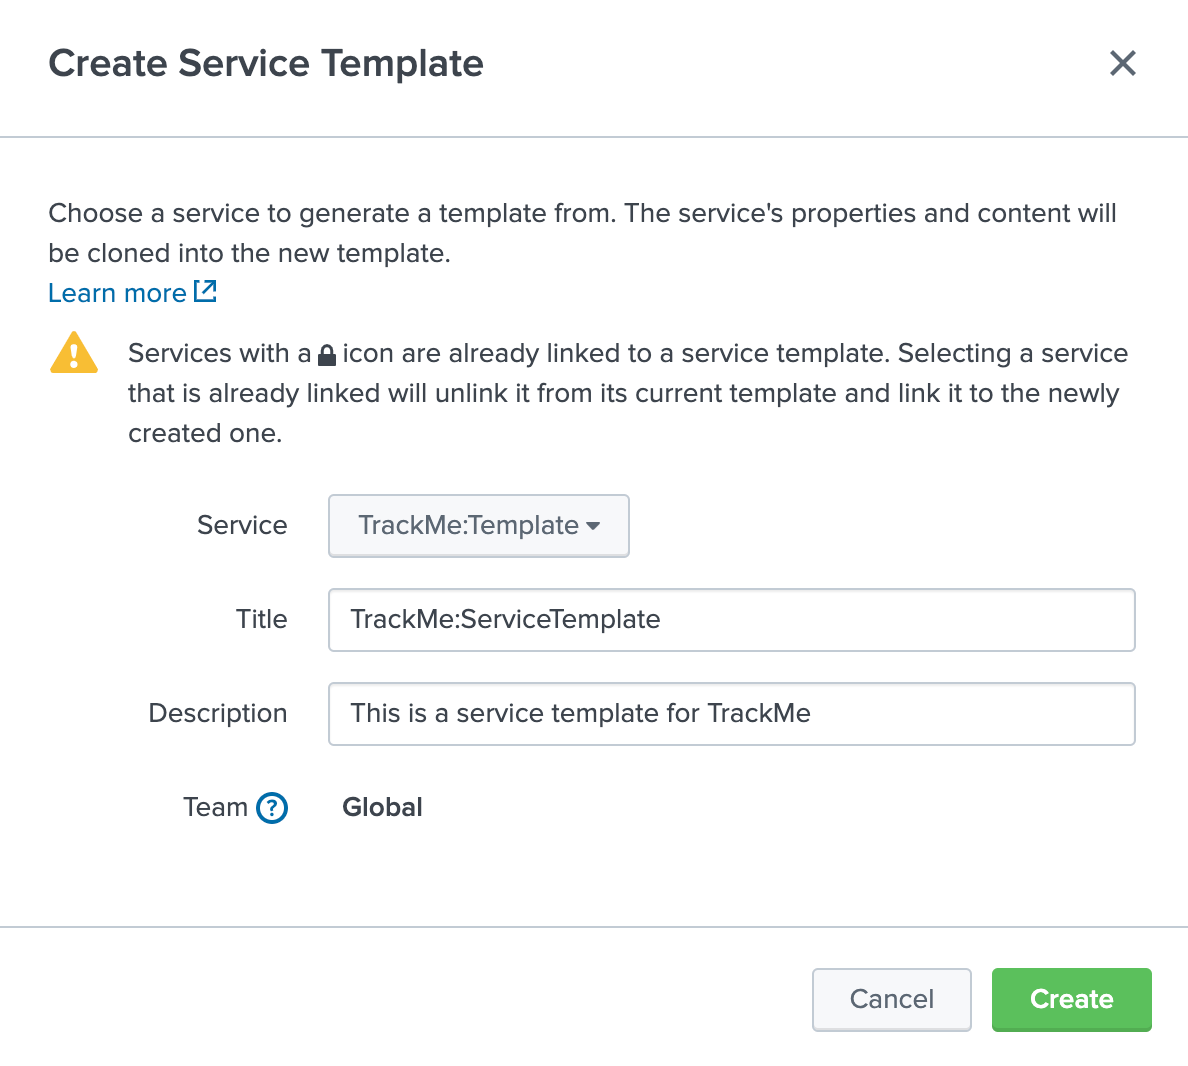 Create Service Template
Choose a service to generate a template from. The service's properties and content will
be cloned into the new template.
Learn more
Services with a icon are already linked to a service template. Selecting a service
that is already linked will unlink it from its current template and link it to the newly
created one.
Service TrackMe:Template
Title TrackMe:ServiceTemplate
Description This is a service template for TrackMe
Team ? Global
Cancel Create